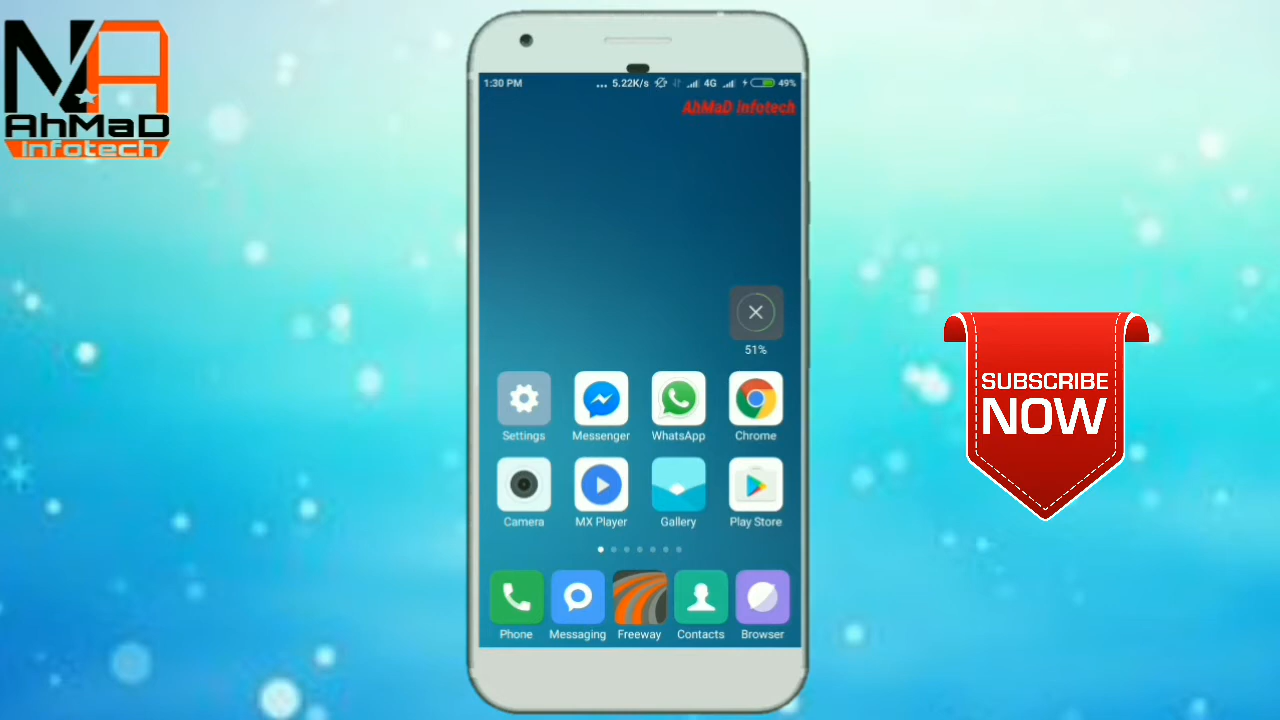 AhMaD
Infotech
1:30 PM
... 5.22K/s 4G 49%
AhMaD infotech
51%
Settings Messenger WhatsApp Chrome
Camera MX Player Gallery Play Store
Phone Messaging Freeway Contacts Browser
SUBSCRIBE
NOW